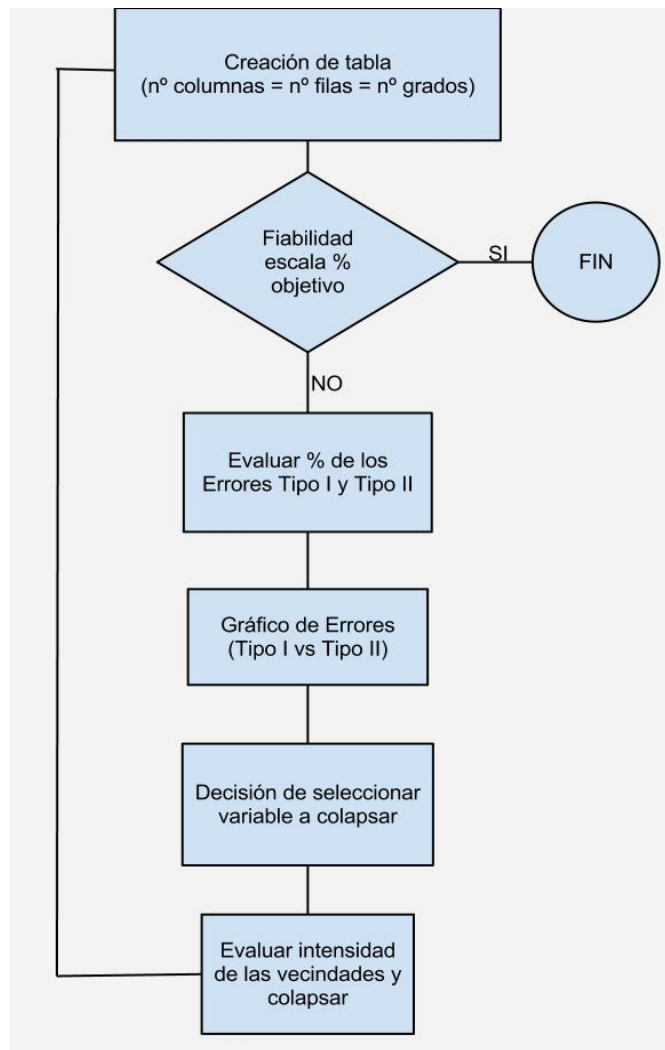 Creación de tabla
(nº columnas = nº filas = nº grados)
Fiabilidad
escala %
objetivo
SI
FIN
NO
Evaluar % de los
Errores Tipo I y Tipo II
Gráfico de Errores
(Tipo I vs Tipo II)
Decisión de seleccionar
variable a colapsar
Evaluar intensidad
de las vecindades y
colapsar